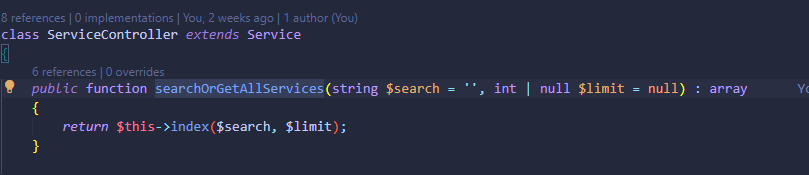 8 references | 0 implementations | You, 2 weeks ago | 1 author (You)
class ServiceController extends Service
{
6 references | 0 overrides
public function searchOrGetAllServices(string $search = '', int | null $limit = null) : array
{
return $this->index($search, $limit);
}